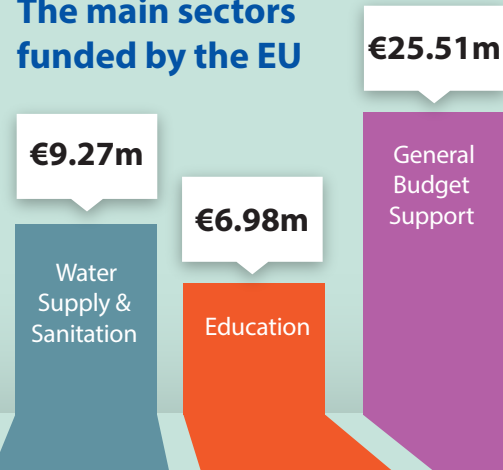 The main sectors
funded by the EU
€25.51m
General
Budget
Support
€9.27m
Water
Supply &
Sanitation
€6.98m
Education